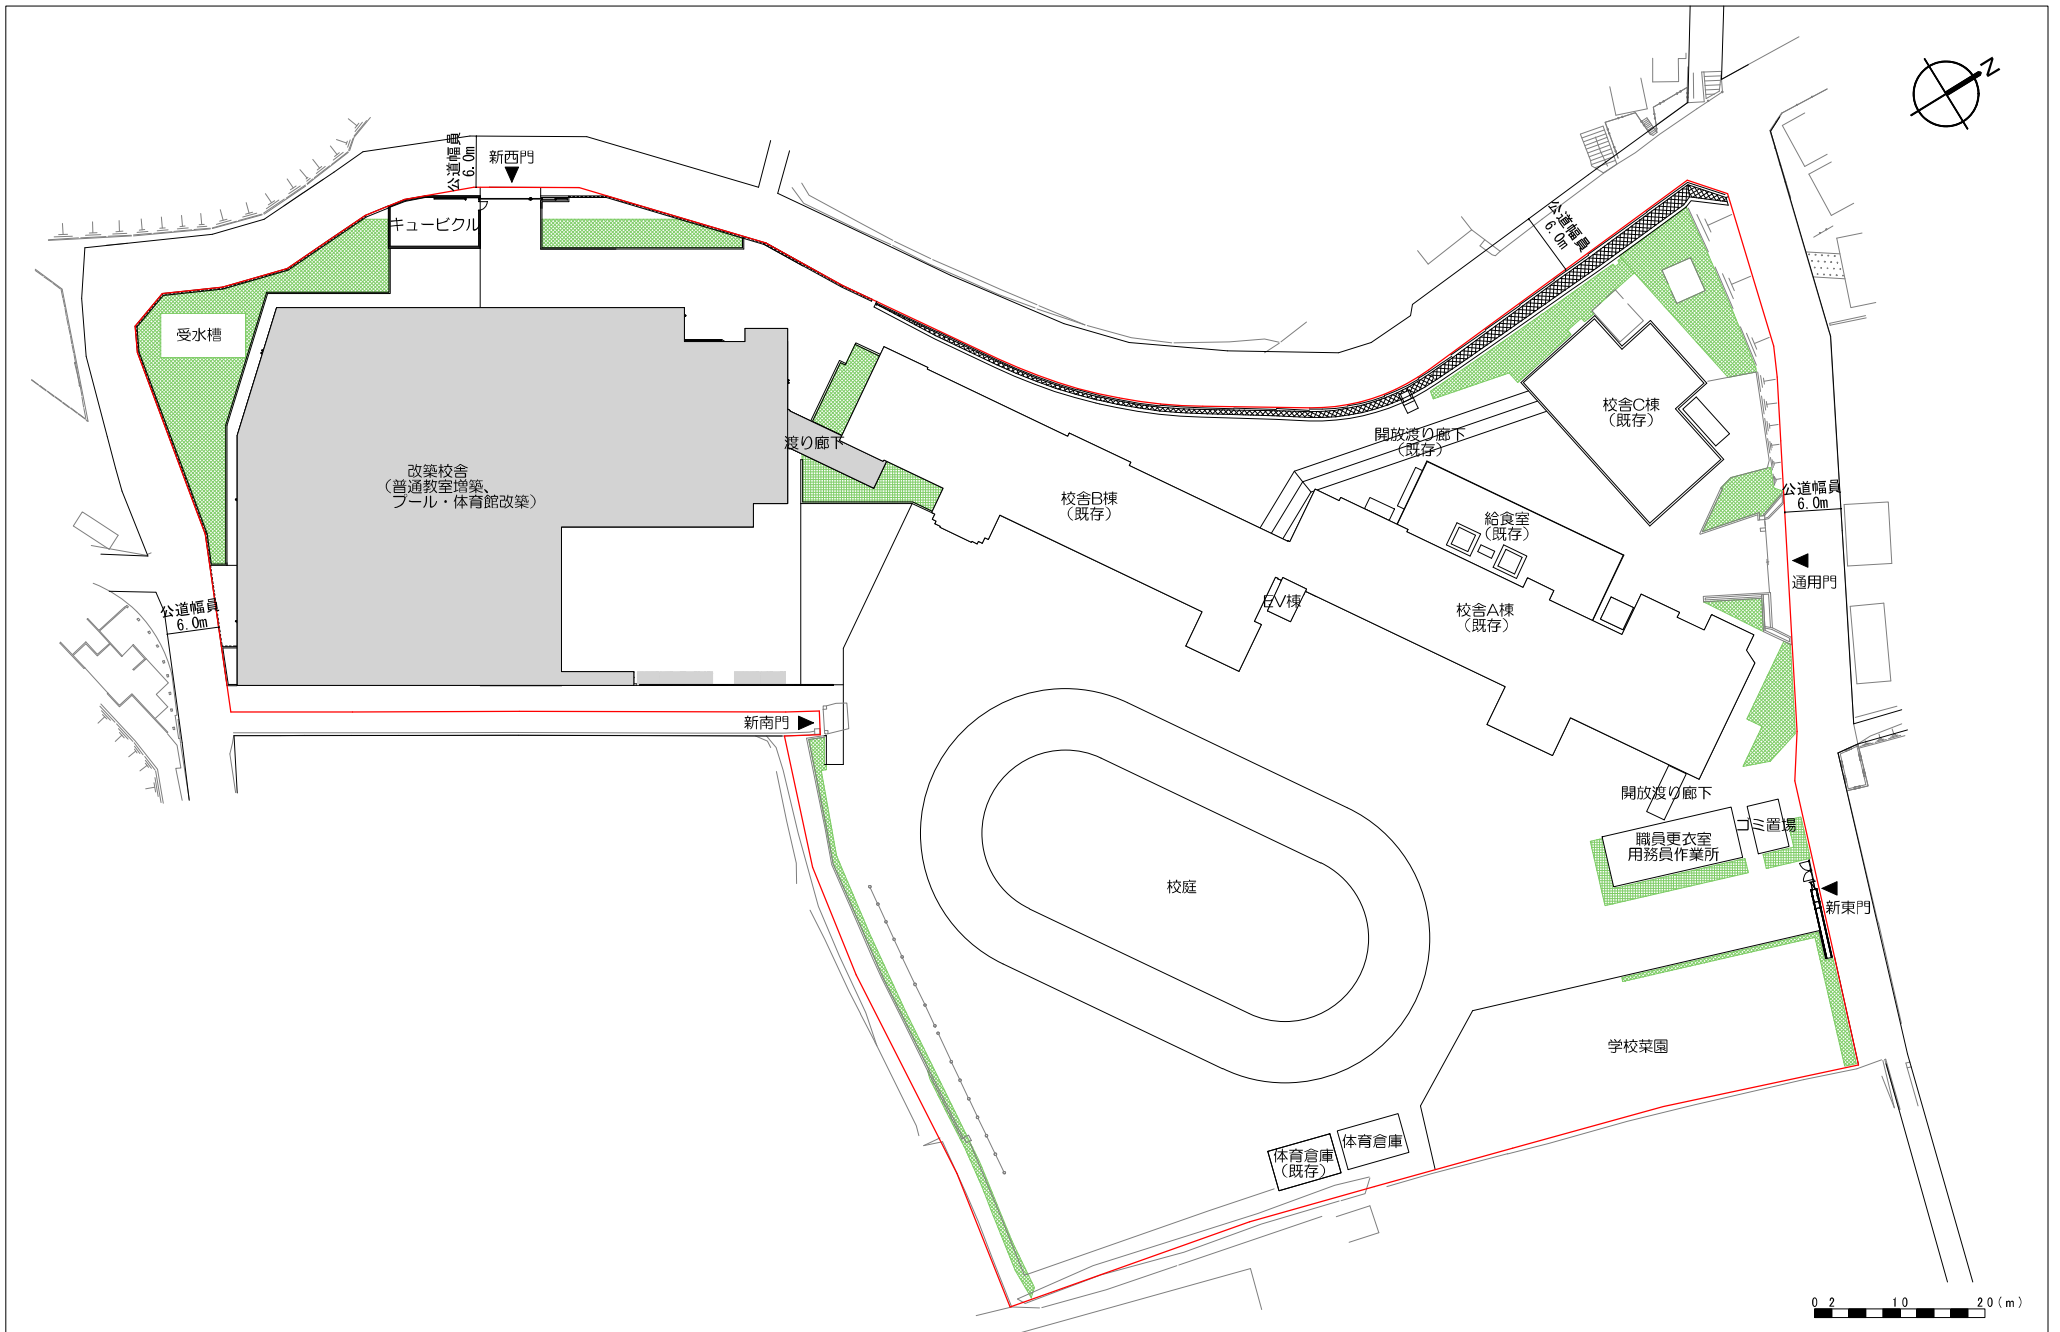 N
公道幅員
6.0m
新西門
キュービクル
公道幅員
6.0m
受水槽
校舎C棟
（既存）
開放渡り廊下
（既存）
渡り廊下
改築校舎
（普通教室増築、
プール・体育館改築）
校舎B棟
（既存）
公道幅員
6.0m
給食室
（既存）
通用門
EV棟
校舎A棟
（既存）
公道幅員
6.0m
新南門
開放渡り廊下
ゴミ置場
職員更衣室
用務員作業所
校庭
新東門
学校菜園
体育倉庫
体育倉庫
（既存）
0 2 10 20(m)